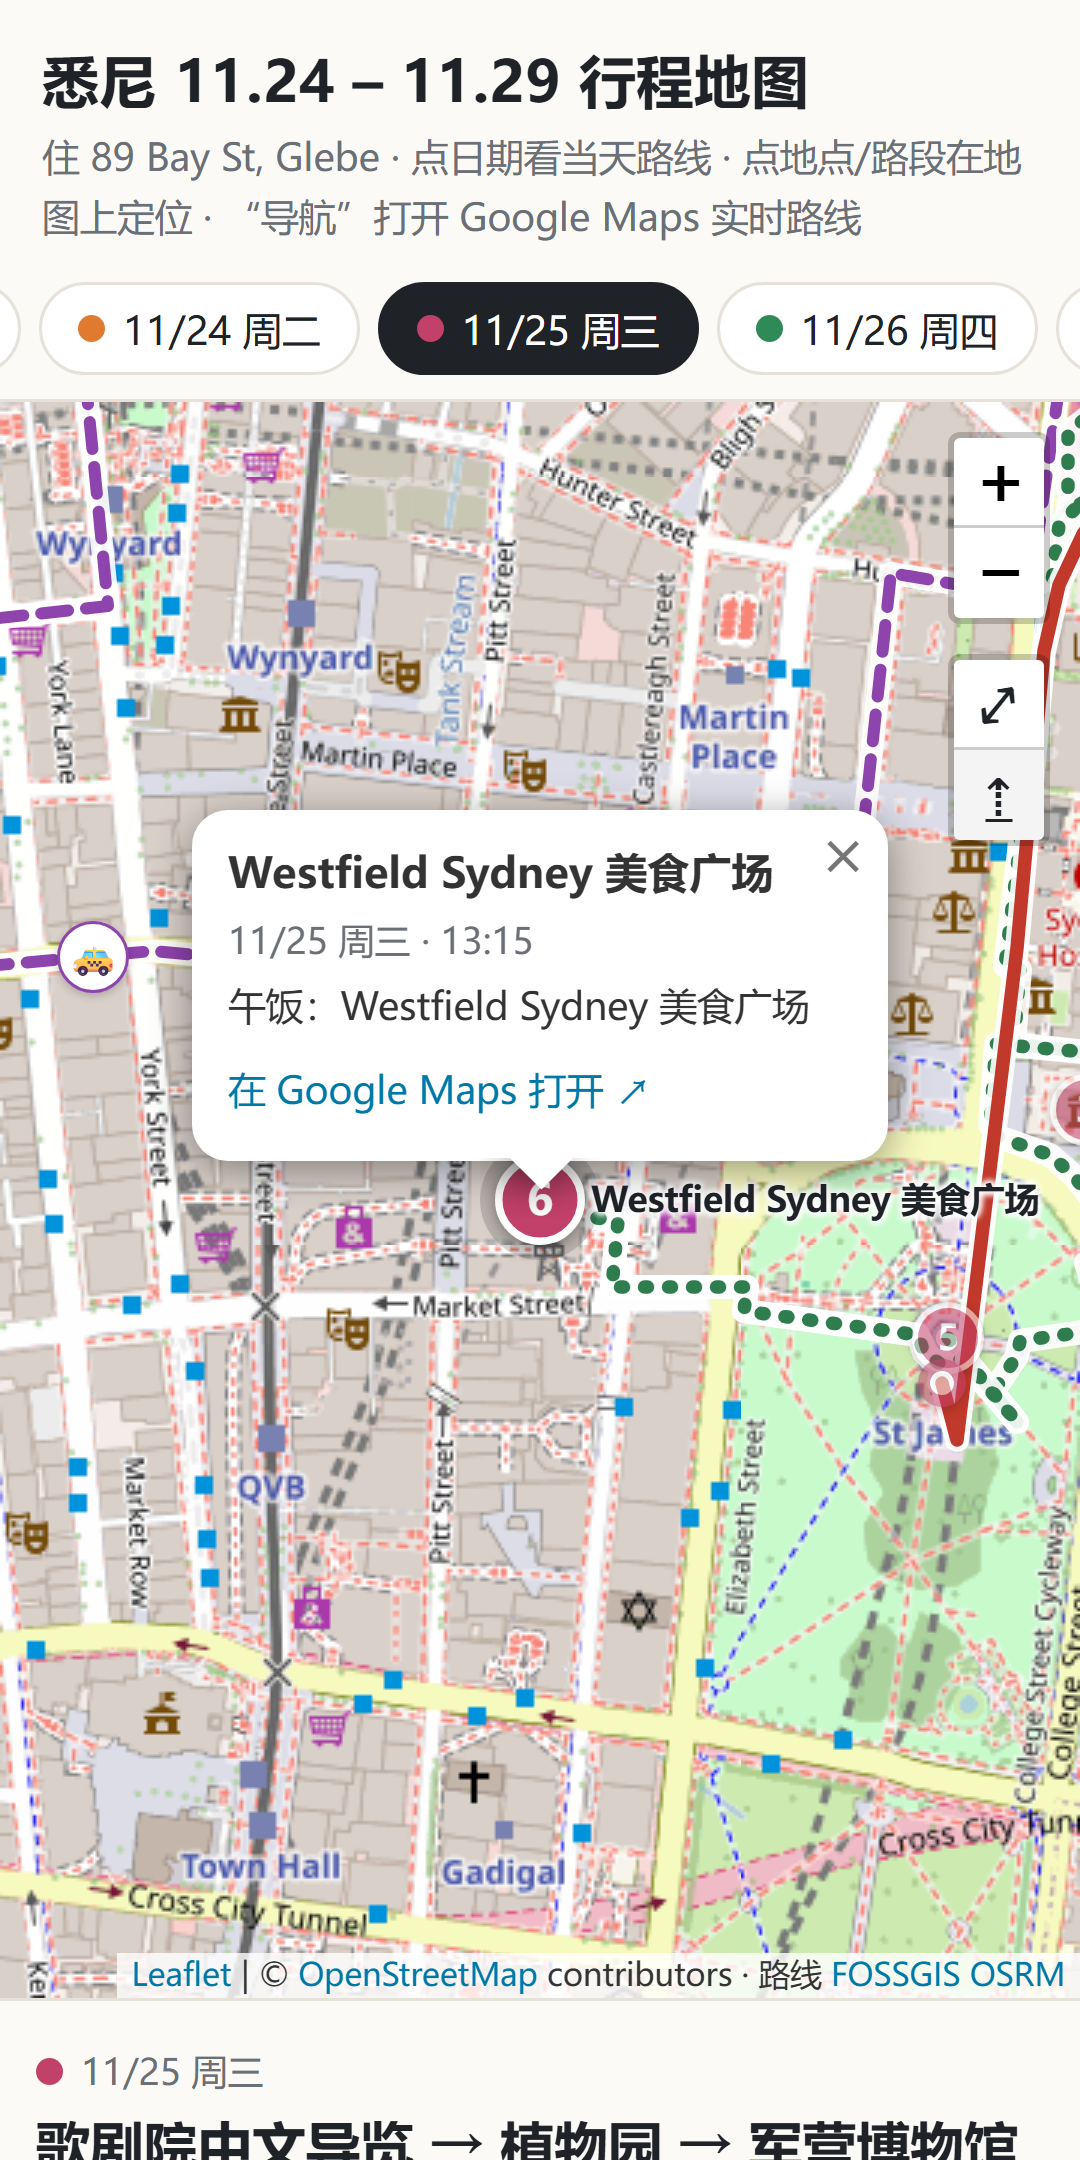 悉尼 11.24 – 11.29 行程地图
住 89 Bay St, Glebe · 点日期看当天路线 · 点地点/路段在地
图上定位 · “导航”打开 Google Maps 实时路线
11/24 周二
11/25 周三
11/26 周四
Hunter Street
Bligh S
+
−
Wynyard
Pitt Street
Wynyard
Tank Stream
Castlereagh Street
York Lane
Martin
Place
Martin Place
Westfield Sydney 美食广场
×
11/25 周三 · 13:15
午饭：Westfield Sydney 美食广场
在 Google Maps 打开 ↗
York Street
6
Westfield Sydney 美食广场
Market Street
5
St James
QVB
Market Row
Pitt Street
Elizabeth Street
College Street Cycleway
College Street
Town Hall
Gadigal
Cross City Tunnel
Cross City Tunn
Leaflet | © OpenStreetMap contributors · 路线 FOSSGIS OSRM
11/25 周三
歌剧院中文导览 → 植物园 → 军营博物馆